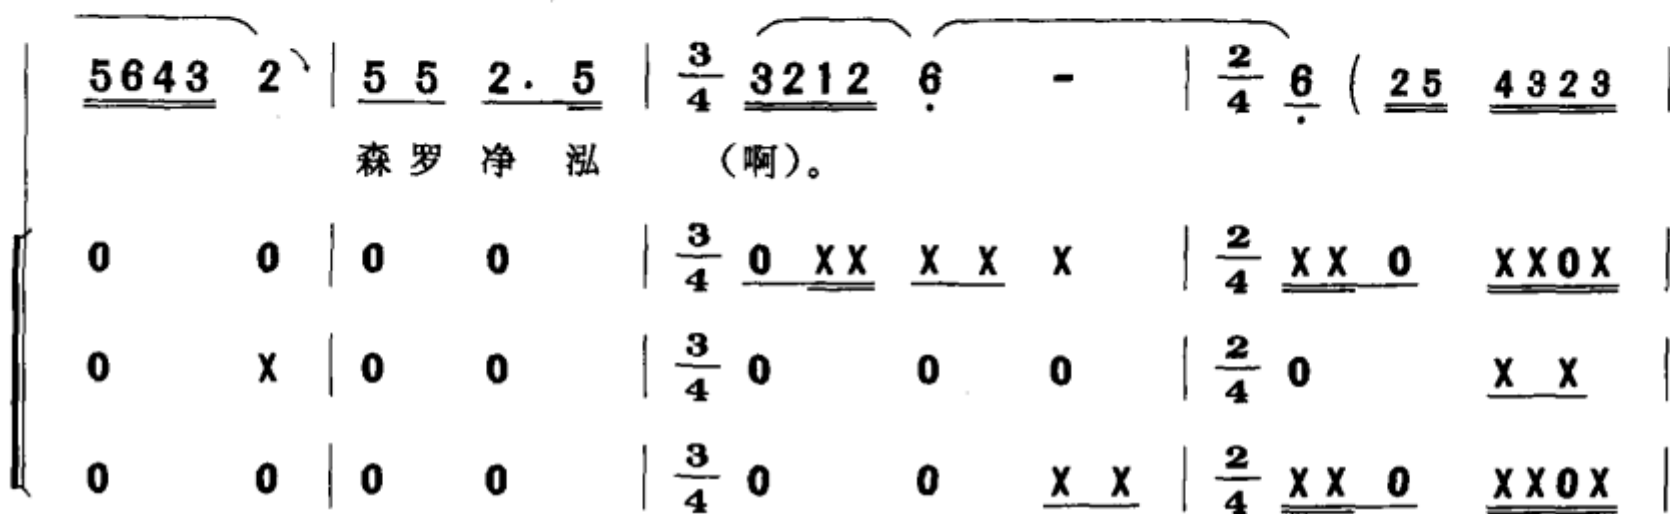 5643 2 | 5 5 2. 5 | 3/4 3212 6 - | 2/4 6 ( 25 4323 |
森罗 净 泓 （啊）。
0 0 | 0 0 | 3/4 0 XX X X X | 2/4 XX 0 XX0X |
0 X | 0 0 | 3/4 0 0 0 | 2/4 0 X X |
0 0 | 0 0 | 3/4 0 0 X X | 2/4 XX 0 XX0X |